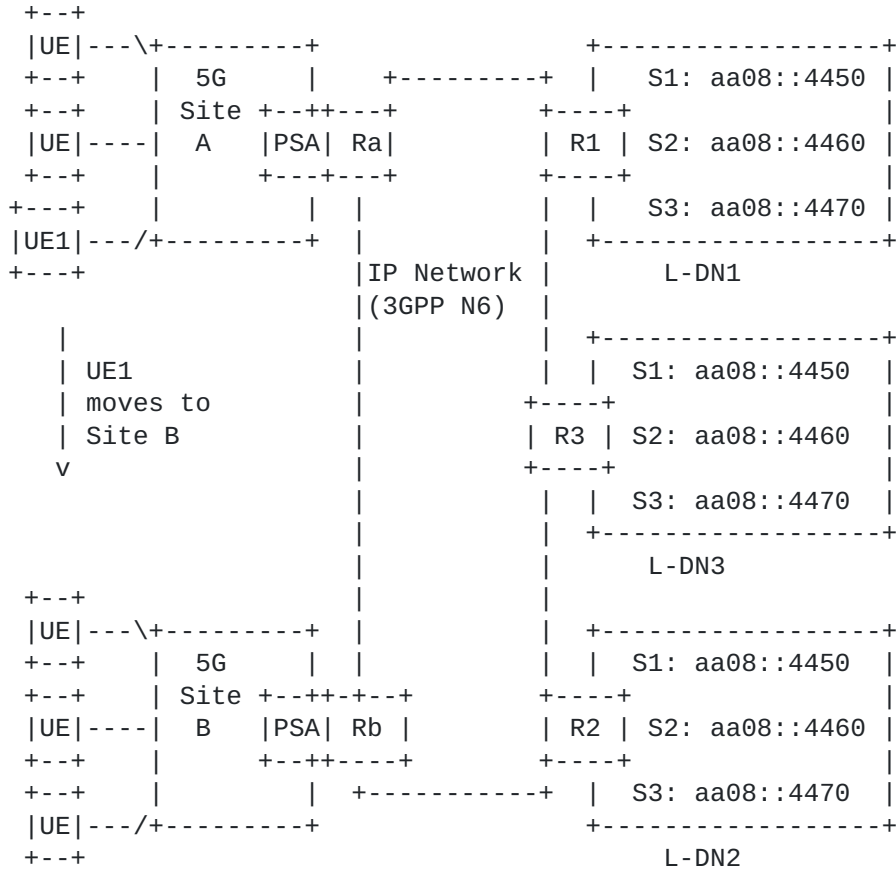 UE
5G S1: aa08::4450
Site
UE A PSA Ra R1 S2: aa08::4460
S3: aa08::4470
UE1
IP Network L-DN1
(3GPP N6)
UE1 S1: aa08::4450
moves to
Site B R3 S2: aa08::4460
v
S3: aa08::4470
L-DN3
UE
5G S1: aa08::4450
Site
UE B PSA Rb R2 S2: aa08::4460
S3: aa08::4470
UE
L-DN2